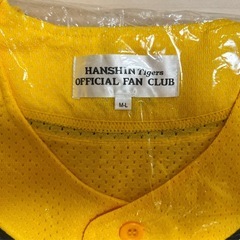 HANSHIN Tigers
OFFICIAL FAN CLUB
M-L